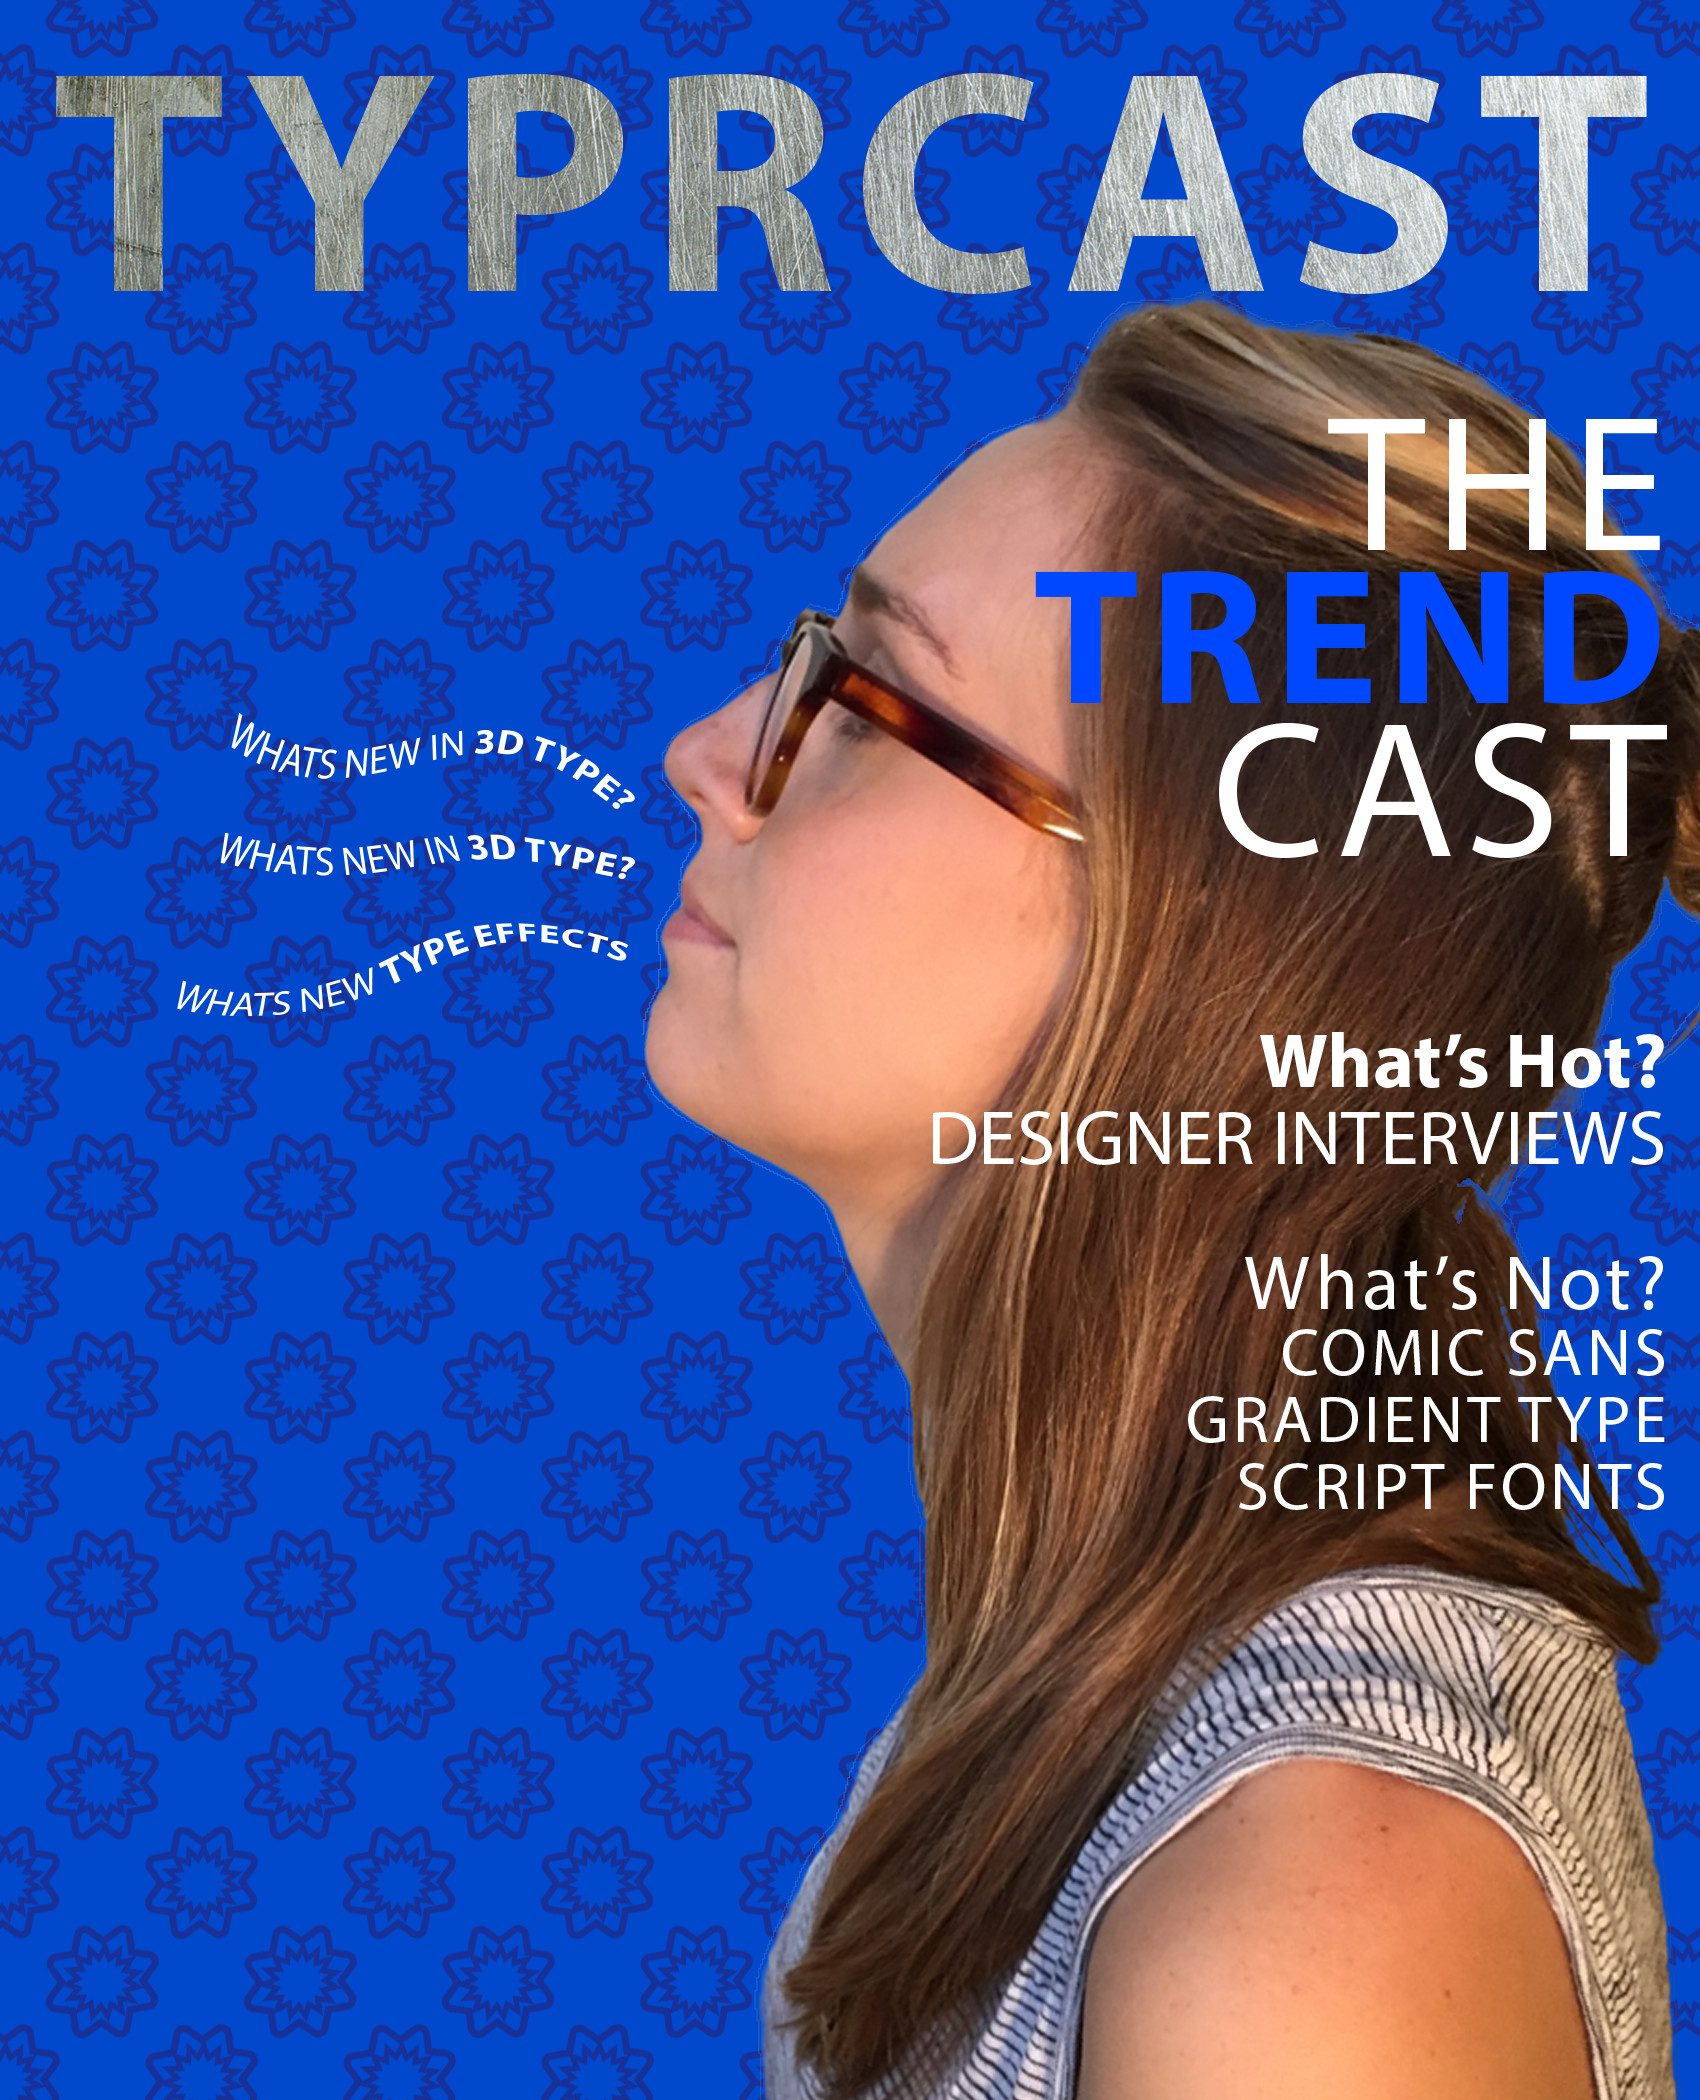 TYPRCAST
THE
TREND
CAST
WHATS NEW IN 3D TYPE?
WHATS NEW IN 3D TYPE?
WHATS NEW TYPE EFFECTS
What’s Hot?
DESIGNER INTERVIEWS
What’s Not?
COMIC SANS
GRADIENT TYPE
SCRIPT FONTS